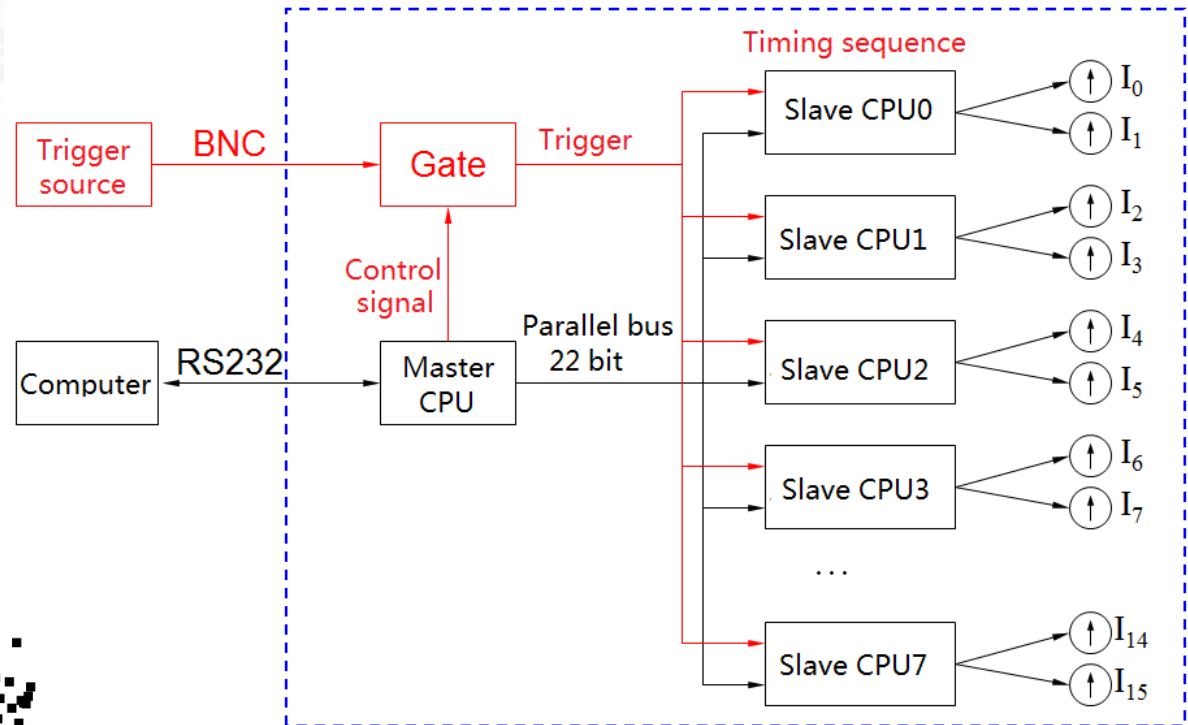 Timing sequence
Trigger
source
BNC
Gate
Trigger
Slave CPU0
I0
I1
Control
signal
Slave CPU1
I2
I3
Computer
RS232
Master
CPU
Parallel bus
22 bit
Slave CPU2
I4
I5
Slave CPU3
I6
I7
...
Slave CPU7
I14
I15